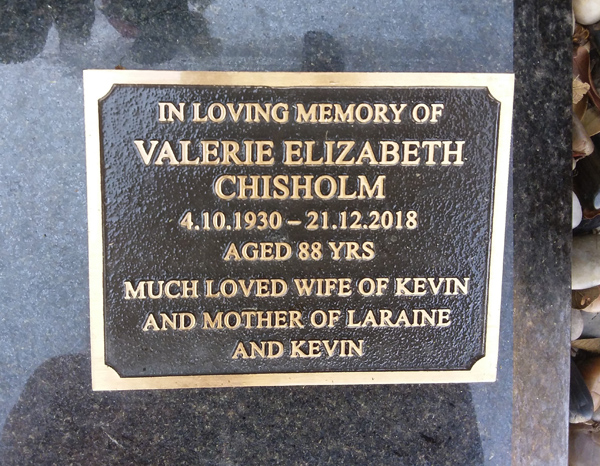 IN LOVING MEMORY OF
VALERIE ELIZABETH
CHISHOLM
4.10.1930 – 21.12.2018
AGED 88 YRS
MUCH LOVED WIFE OF KEVIN
AND MOTHER OF LARAINE
AND KEVIN